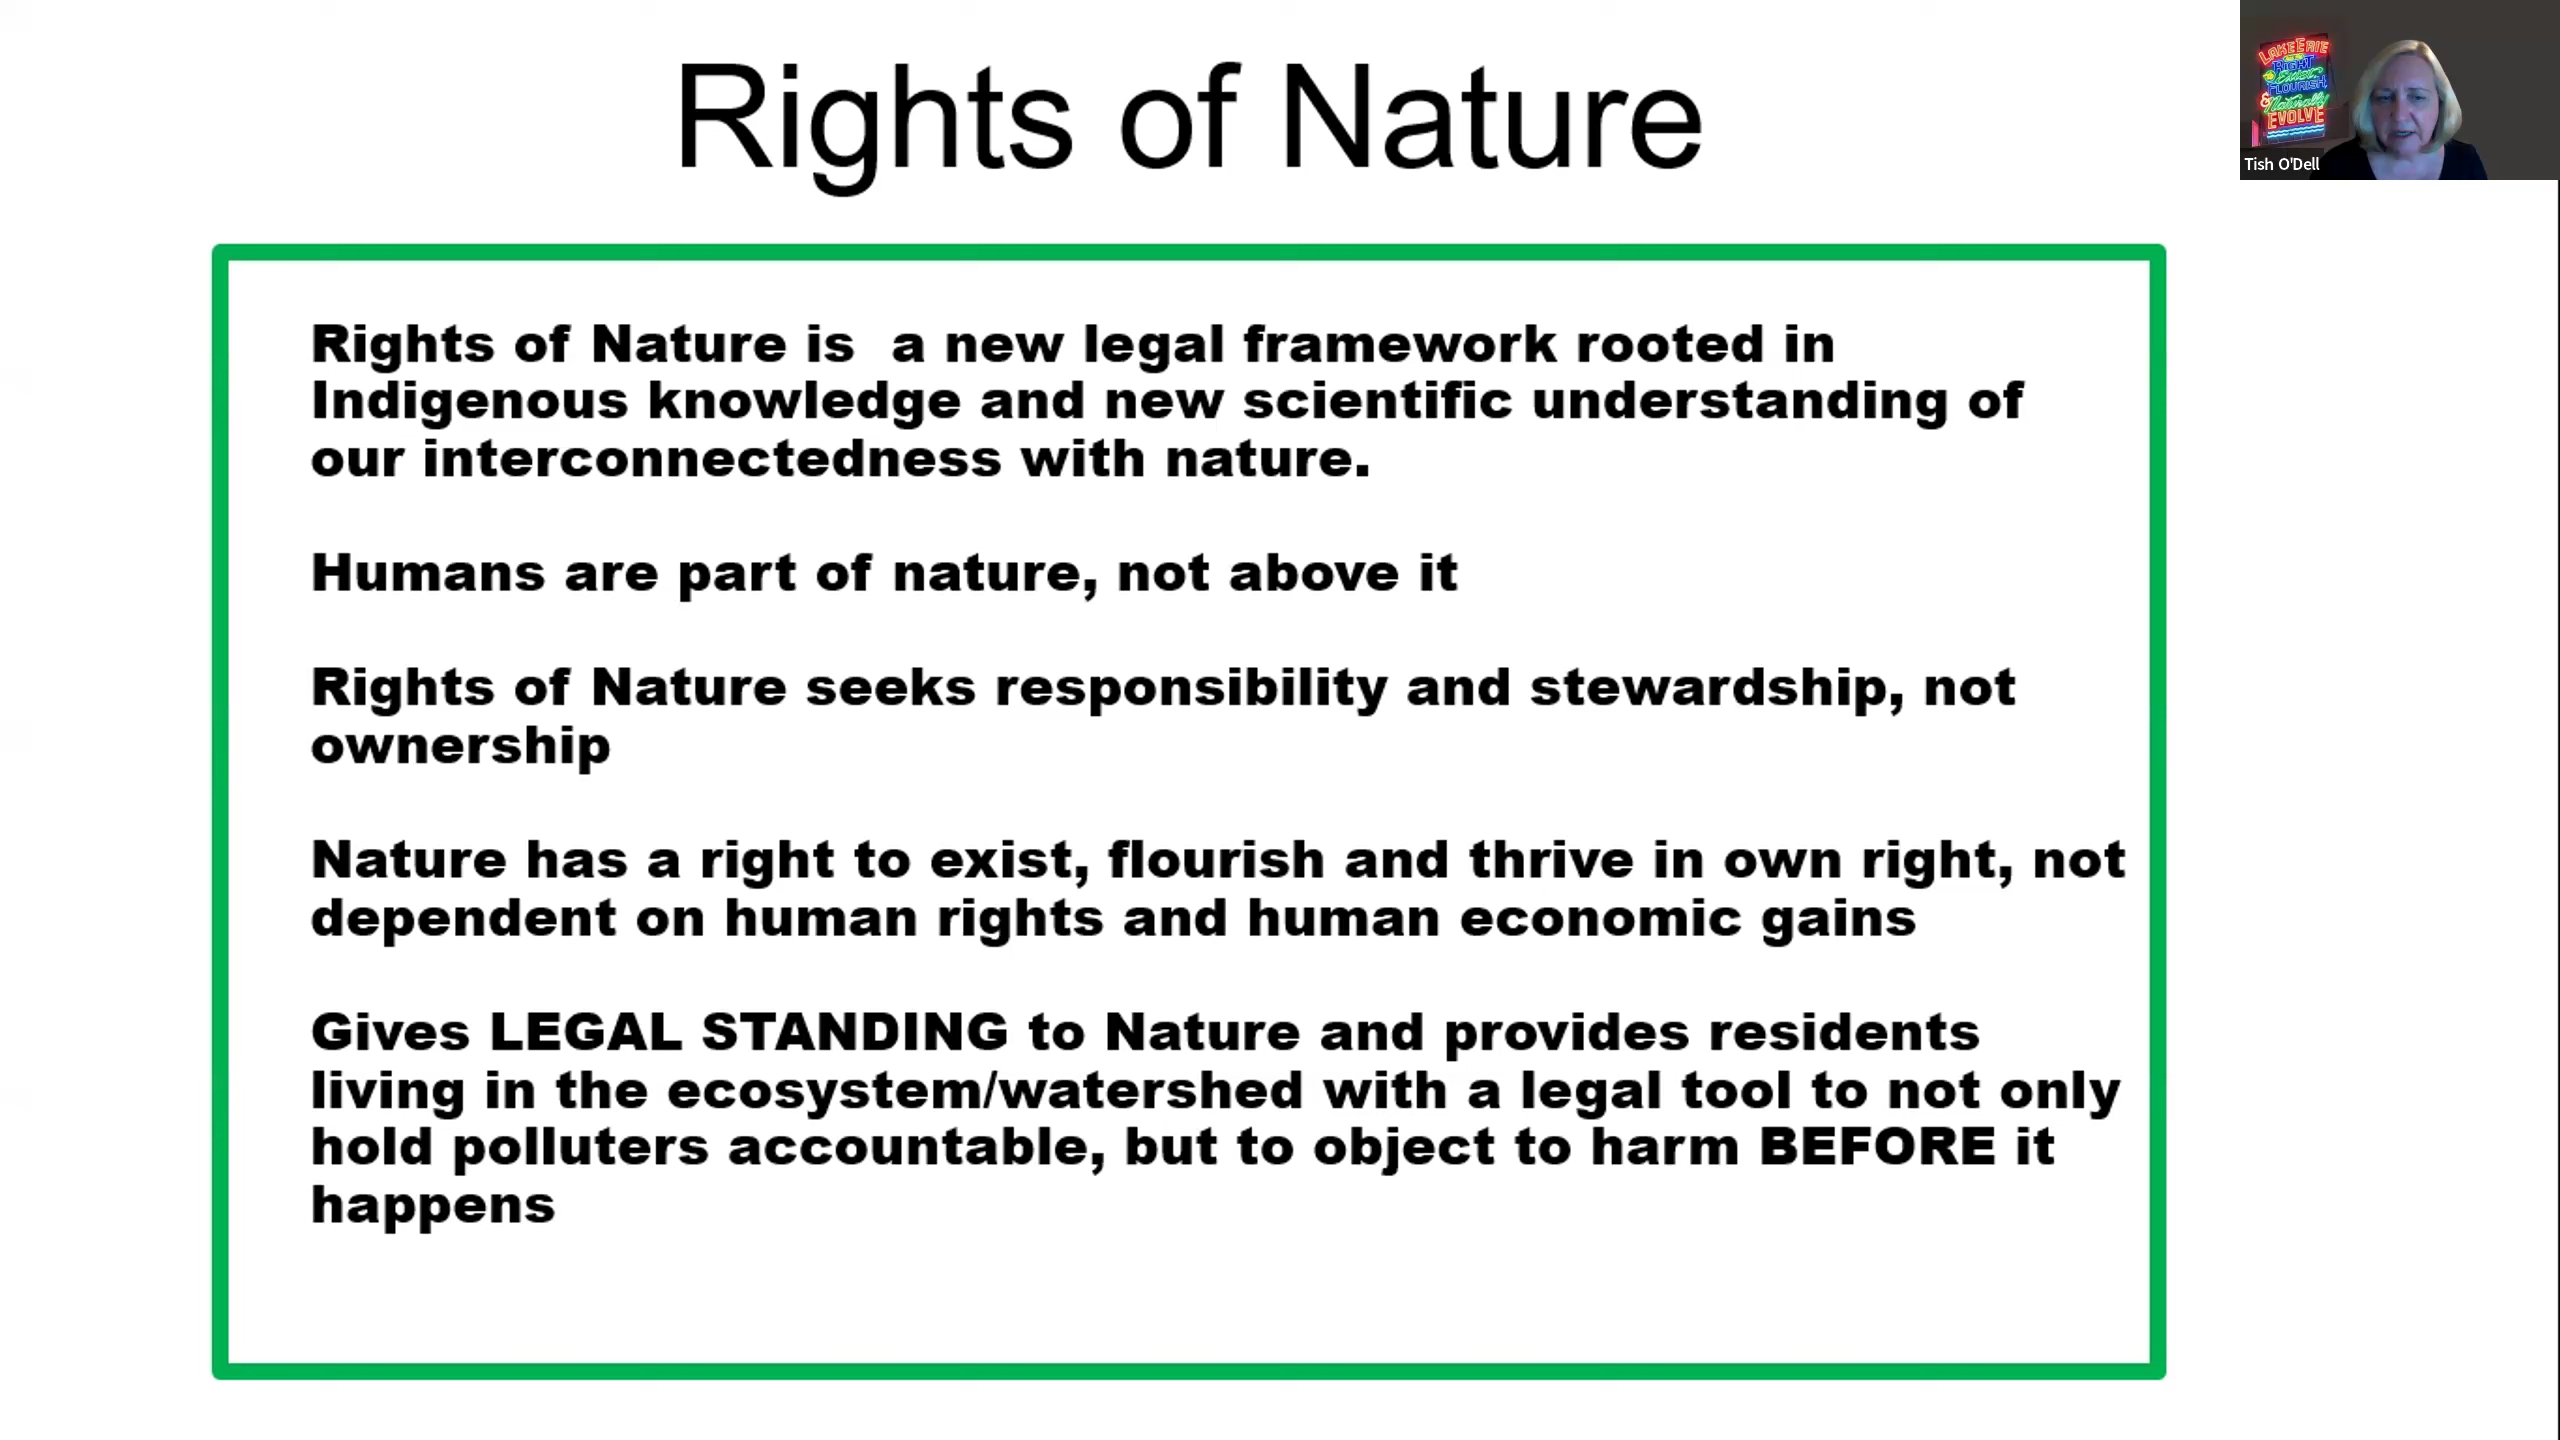 Rights of Nature
LAKE ERIE
RIGHT
Exist
FLOURISH
& Naturally
EVOLVE
Tish O'Dell
Rights of Nature is  a new legal framework rooted in
Indigenous knowledge and new scientific understanding of
our interconnectedness with nature.
Humans are part of nature, not above it
Rights of Nature seeks responsibility and stewardship, not
ownership
Nature has a right to exist, flourish and thrive in own right, not
dependent on human rights and human economic gains
Gives LEGAL STANDING to Nature and provides residents
living in the ecosystem/watershed with a legal tool to not only
hold polluters accountable, but to object to harm BEFORE it
happens